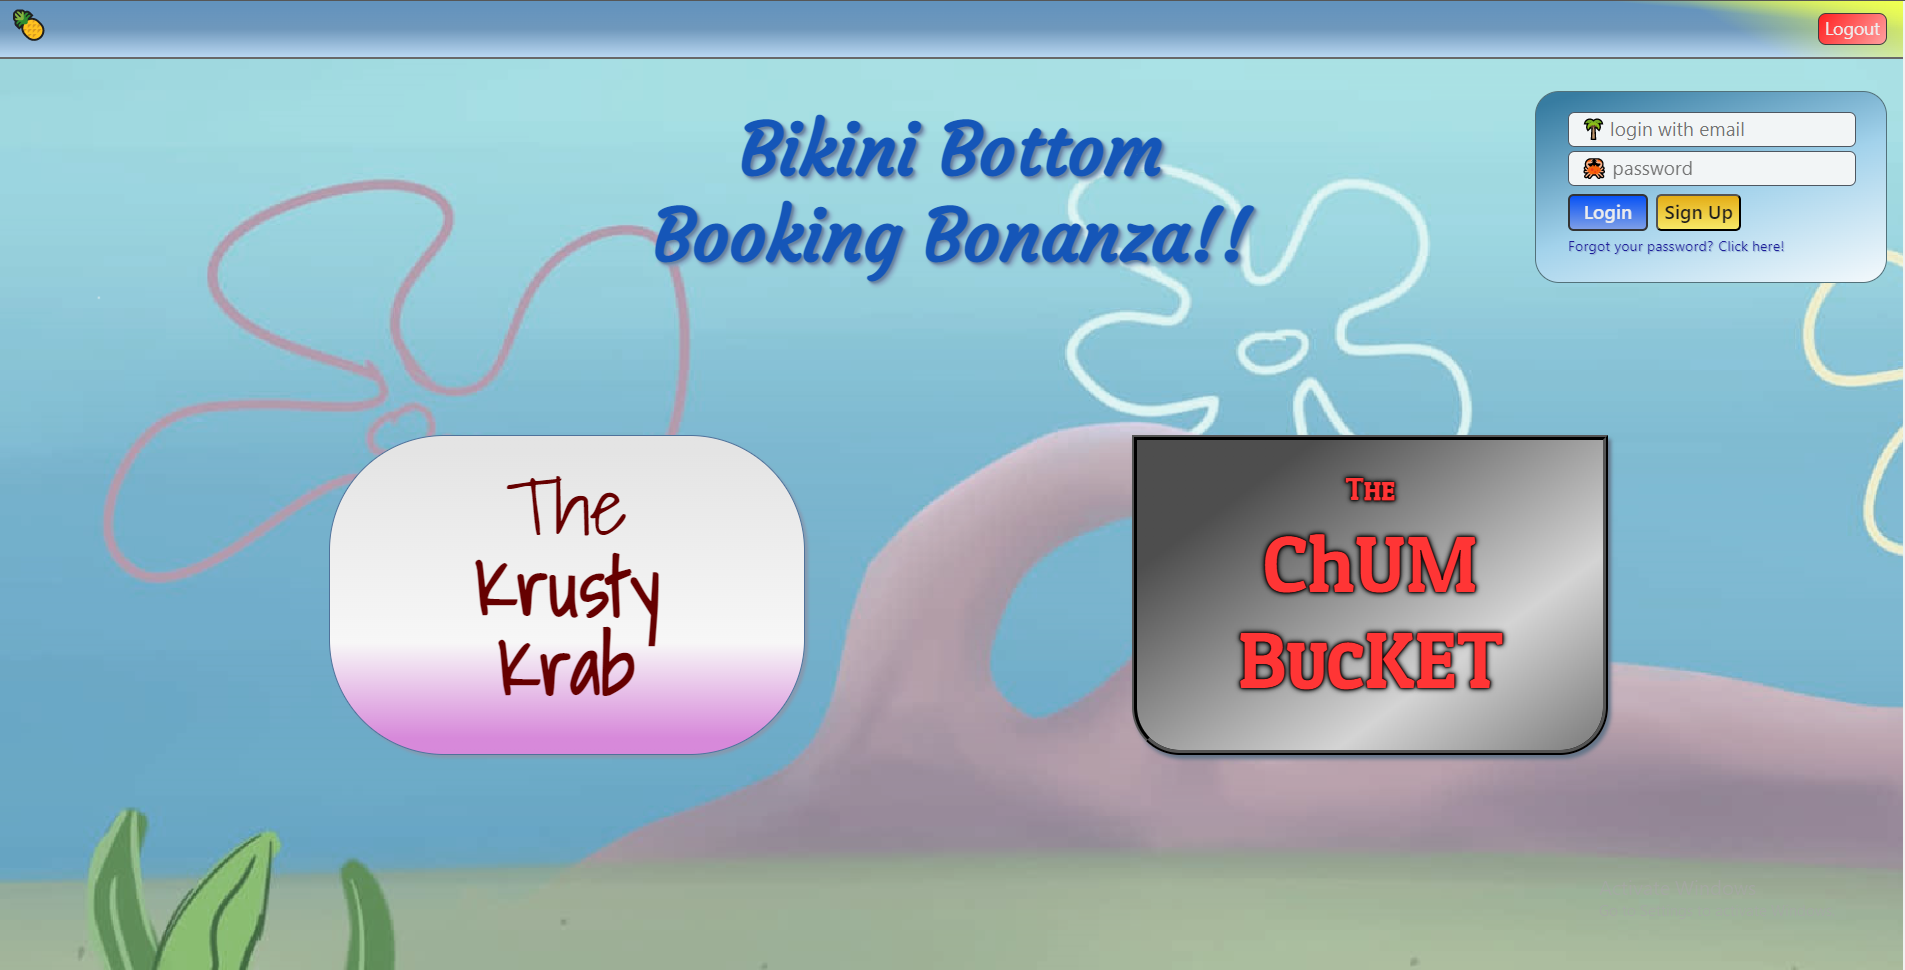 Logout
Bikini Bottom
Booking Bonanza!!
login with email
password
Login
Sign Up
Forgot your password? Click here!
The
Krusty
Krab
The
ChUM
BucKET